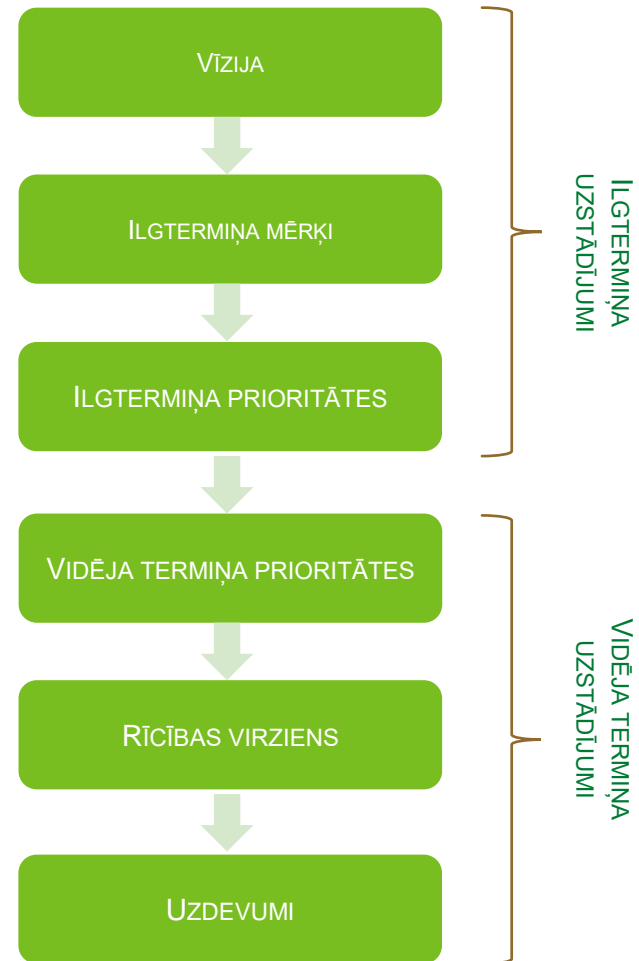 VĪZIJA
ILGTERMIŅA MĒRĶI
ILGTERMIŅA PRIORITĀTES
ILGTERMIŅA
UZSTĀDĪJUMI
VIDĒJA TERMIŅA PRIORITĀTES
RĪCĪBAS VIRZIENS
UZDEVUMI
VIDĒJA TERMIŅA
UZSTĀDĪJUMI